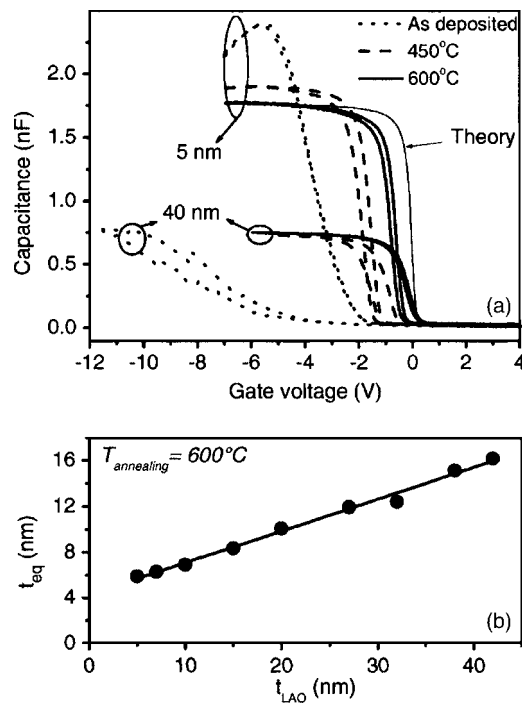 As deposited
450°C
600°C
Theory
5 nm
40 nm
(a)
2.0
1.5
1.0
0.5
0.0
Capacitance (nF)
-12 -10 -8 -6 -4 -2 0 2 4
Gate voltage (V)
T_annealing = 600°C
(b)
16
12
8
4
0
t_eq (nm)
0 10 20 30 40
t_LAO (nm)